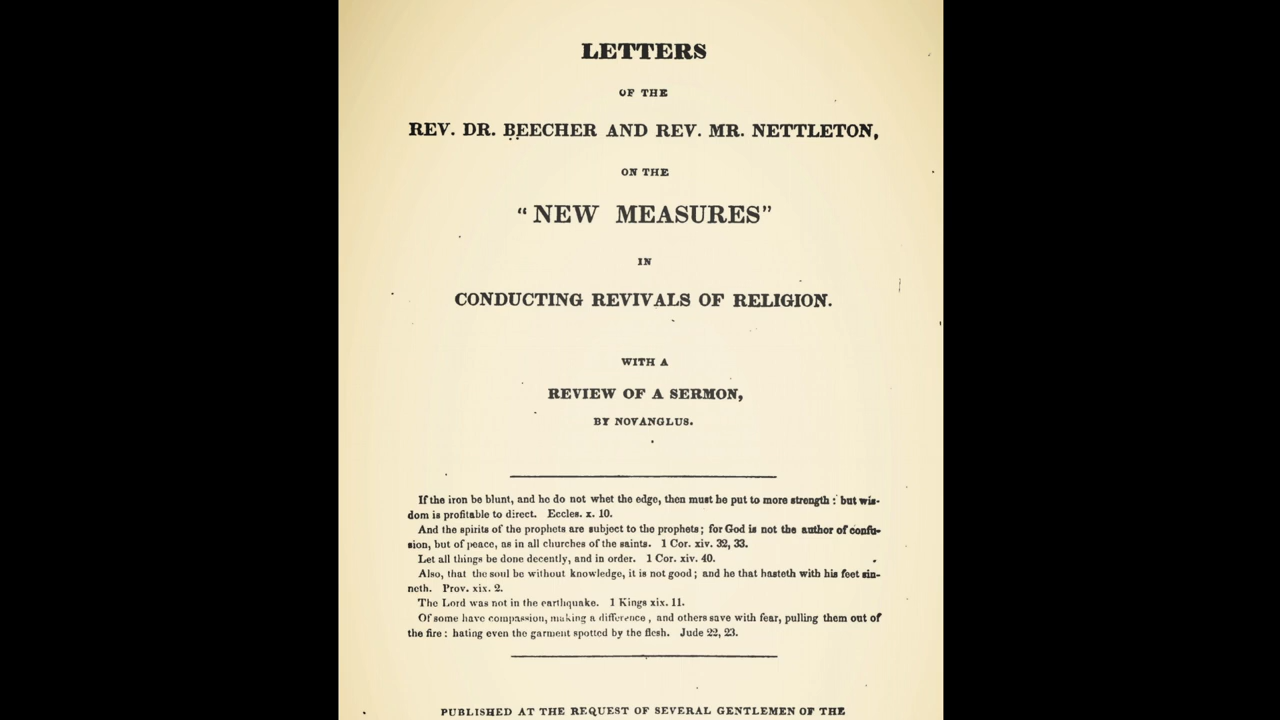 LETTERS
OF THE
REV. DR. BEECHER AND REV. MR. NETTLETON,
ON THE
“NEW MEASURES”
IN
CONDUCTING REVIVALS OF RELIGION.
WITH A
REVIEW OF A SERMON,
BY NOVANGLUS.
If the iron be blunt, and he do not whet the edge, then must he put to more strength : but wis-
dom is profitable to direct. Eccles. x. 10.
And the spirits of the prophets are subject to the prophets ; for God is not the author of confu-
sion, but of peace, as in all churches of the saints. 1 Cor. xiv. 32, 33.
Let all things be done decently, and in order. 1 Cor. xiv. 40.
Also, that the soul be without knowledge, it is not good ; and he that hasteth with his feet sin-
neth. Prov. xix. 2.
The Lord was not in the earthquake. 1 Kings xix. 11.
Of some have compassion, making a difference, and others save with fear, pulling them out of
the fire : hating even the garment spotted by the flesh. Jude 22, 23.
PUBLISHED AT THE REQUEST OF SEVERAL GENTLEMEN OF THE